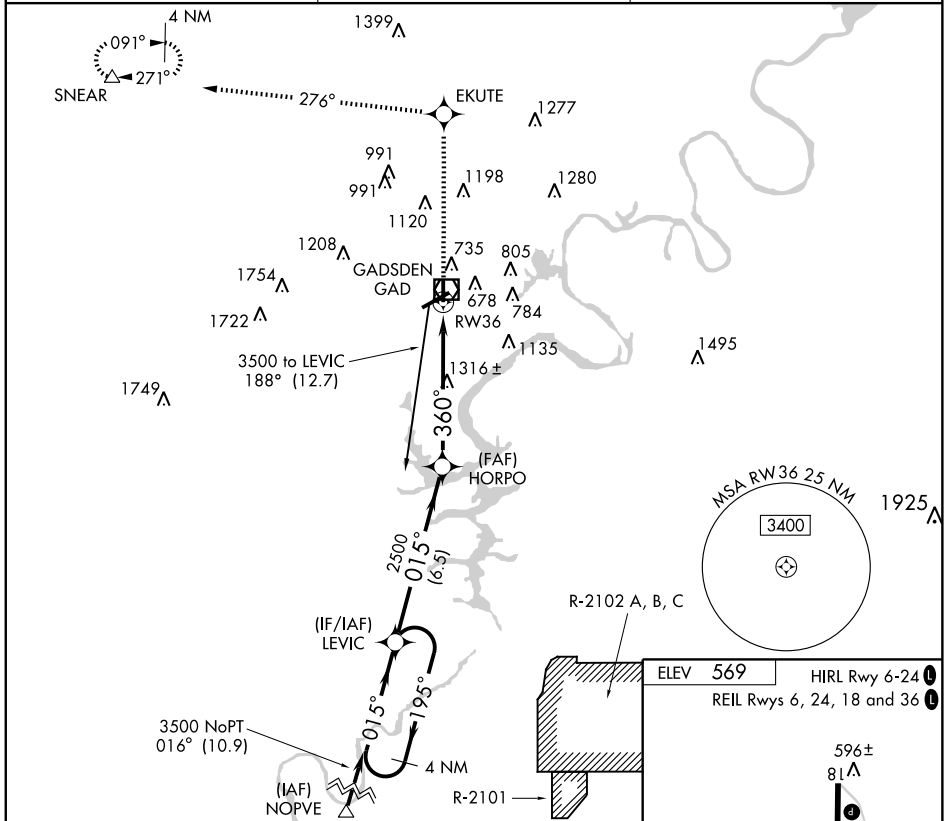 4 NM
1399
091°
271°
SNEAR
276°
EKUTE
1277
991
991
1198
1280
1120
1208
735
805
GADSDEN
GAD
1754
678
784
1722
RW36
1135
1495
3500 to LEVIC
188° (12.7)
1316 ±
1749
360°
(FAF)
HORPO
MSA RW36 25 NM
3400
1925
2500
015°
(6.5)
R-2102 A, B, C
(IF/IAF)
LEVIC
ELEV 569
HIRL Rwy 6-24 L
REIL Rwys 6, 24, 18 and 36 L
015°
195°
3500 NoPT
016° (10.9)
4 NM
596±
18
(IAF)
NOPVE
R-2101
P